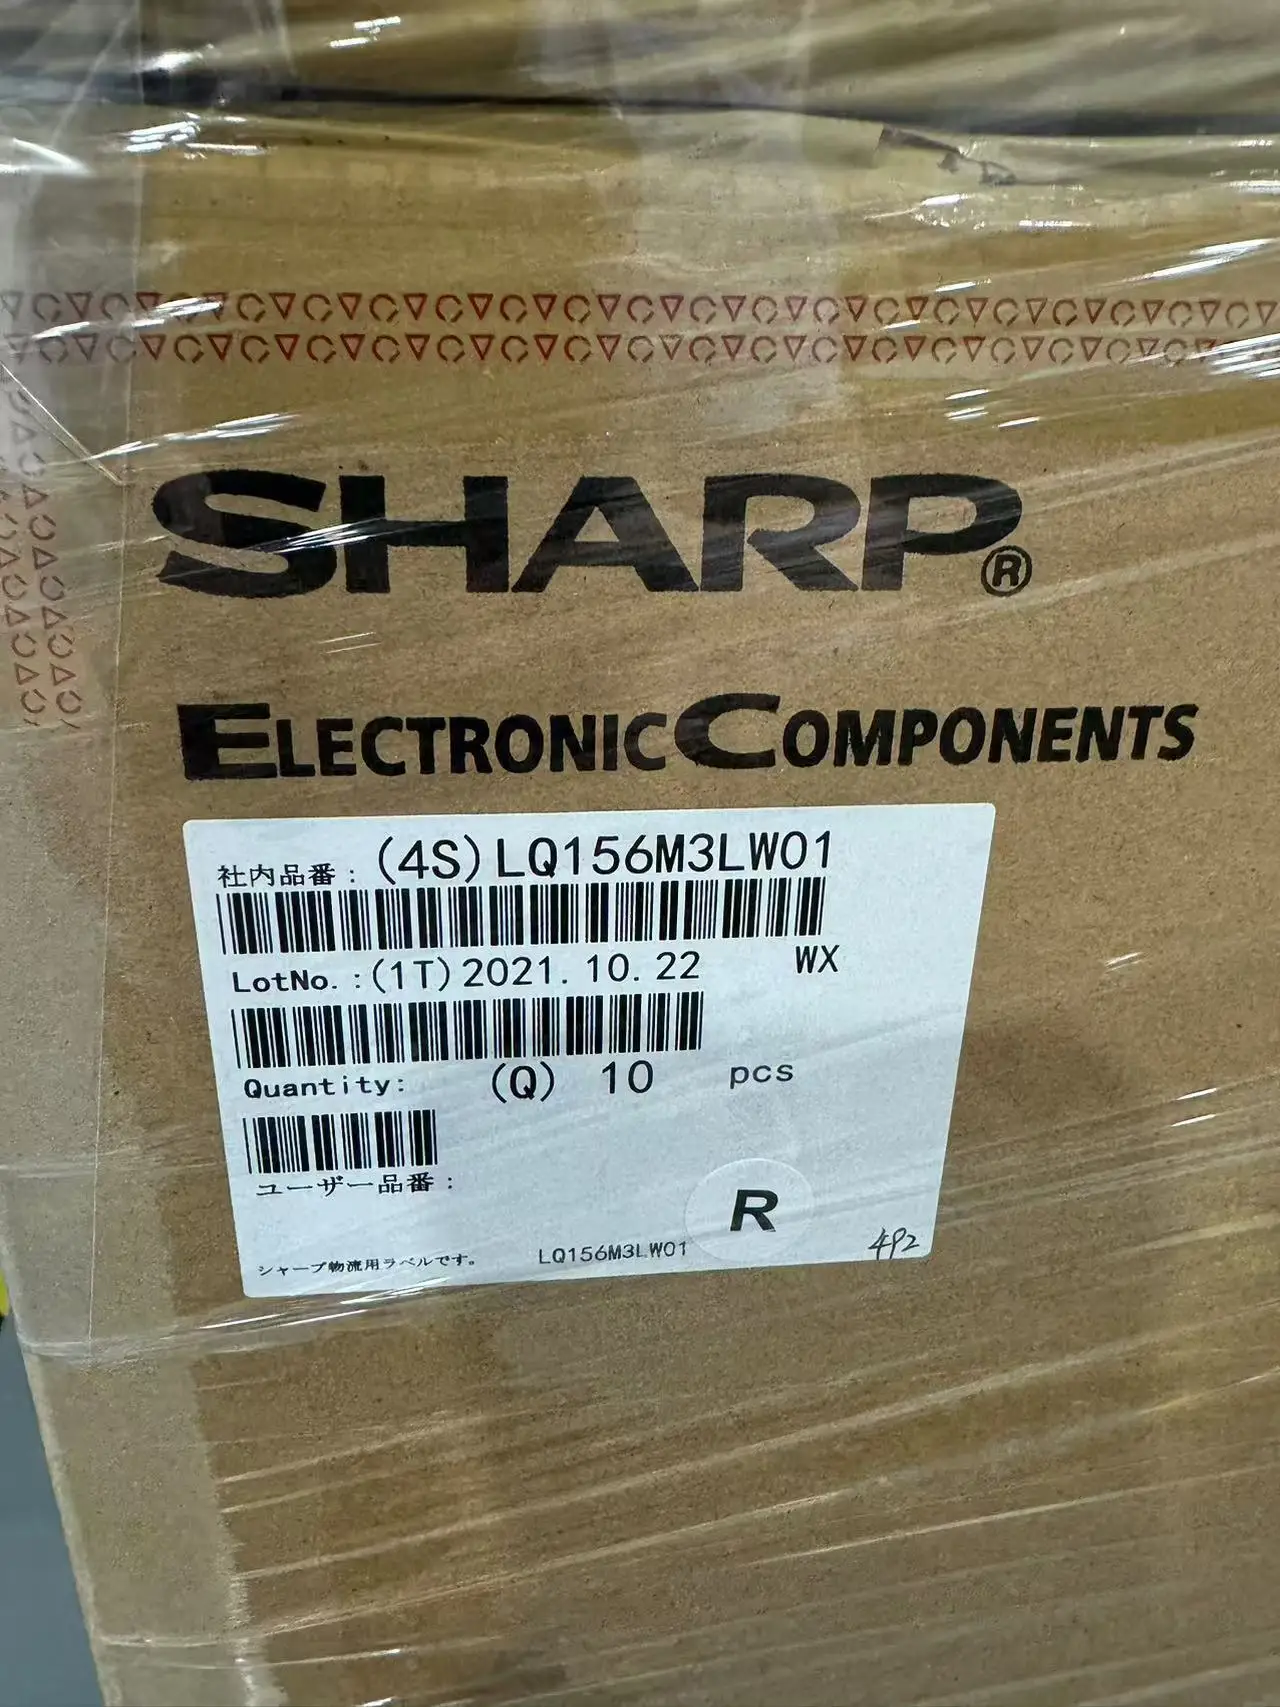 SHARP®
ELECTRONIC COMPONENTS
社内品番: (4S)LQ156M3LW01
LotNo.:(1T)2021.10.22 WX
Quantity: (Q) 10 pcs
ユーザー品番:
R
シャープ物流用ラベルです。 LQ156M3LW01 4P2